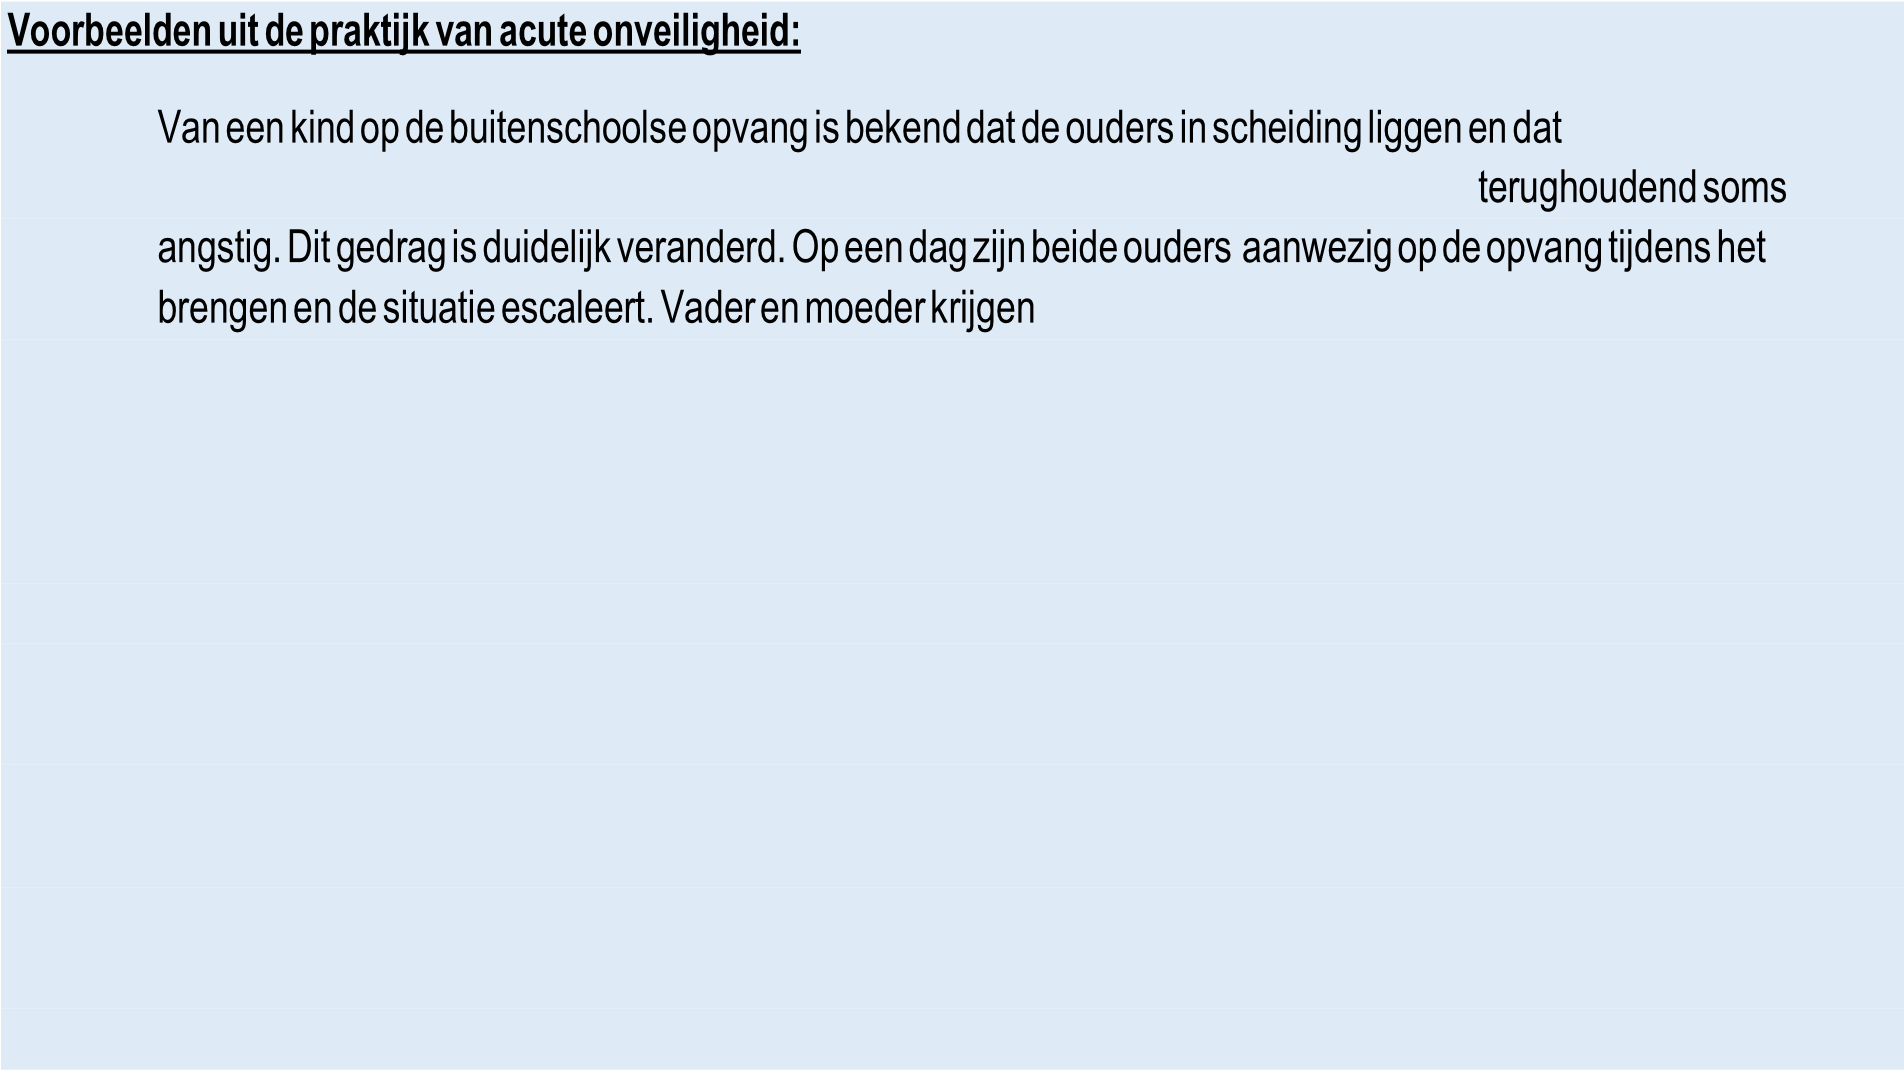 Voorbeelden uit de praktijk van acute onveiligheid:
Van een kind op de buitenschoolse opvang is bekend dat de ouders in scheiding liggen en dat
terughoudend soms
angstig. Dit gedrag is duidelijk veranderd. Op een dag zijn beide ouders aanwezig op de opvang tijdens het
brengen en de situatie escaleert. Vader en moeder krijgen